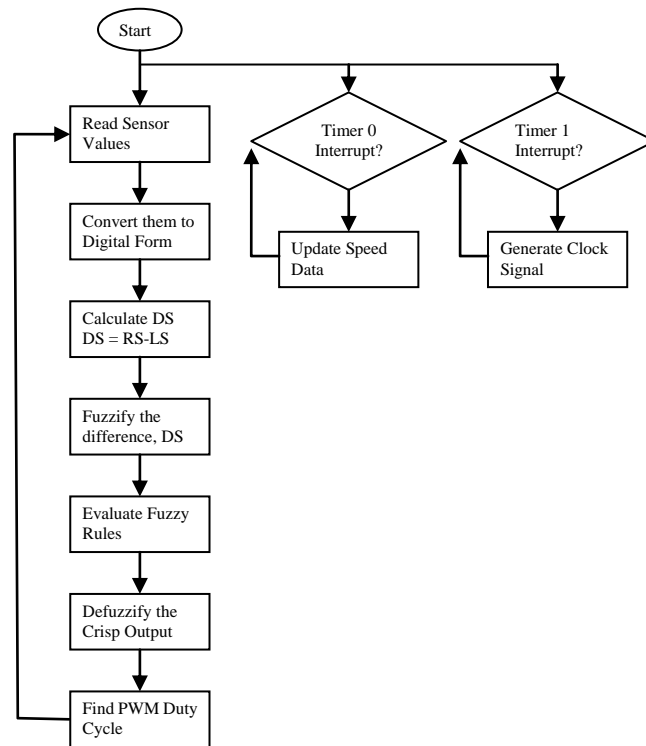 Start
Read Sensor
Values
Convert them to
Digital Form
Calculate DS
DS = RS-LS
Fuzzify the
difference, DS
Evaluate Fuzzy
Rules
Defuzzify the
Crisp Output
Find PWM Duty
Cycle
Timer 0
Interrupt?
Update Speed
Data
Timer 1
Interrupt?
Generate Clock
Signal